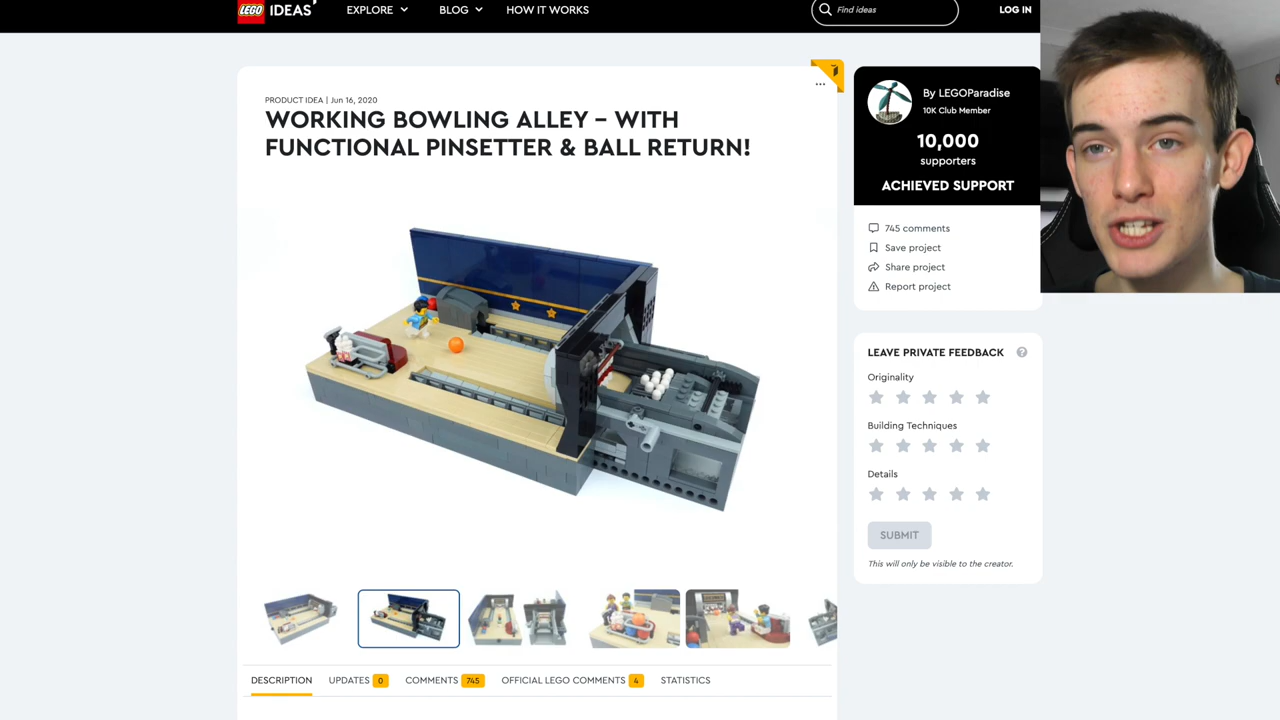 LEGO IDEAS EXPLORE BLOG HOW IT WORKS Find ideas LOG IN
PRODUCT IDEA | Jun 16, 2020
WORKING BOWLING ALLEY – WITH
FUNCTIONAL PINSETTER & BALL RETURN!
By LEGOParadise
10K Club Member
10,000
supporters
ACHIEVED SUPPORT
745 comments
Save project
Share project
Report project
LEAVE PRIVATE FEEDBACK ?
Originality
Building Techniques
Details
SUBMIT
This will only be visible to the creator.
DESCRIPTION UPDATES 0 COMMENTS 745 OFFICIAL LEGO COMMENTS 4 STATISTICS